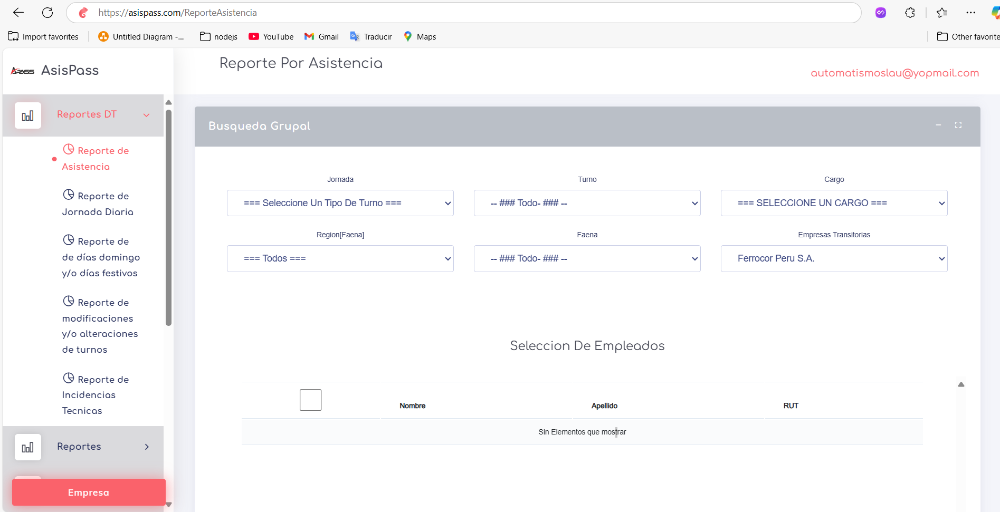 https://asispass.com/ReporteAsistencia
Import favorites
Untitled Diagram -...
nodejs
YouTube
Gmail
Traducir
Maps
Other favorite
APASS AsisPass
Reporte Por Asistencia
automatismoslau@yopmail.com
Reportes DT
Reporte de
Asistencia
Reporte de
Jornada Diaria
Reporte de
de días domingo
y/o días festivos
Reporte de
modificaciones
y/o alteraciones
de turnos
Reporte de
Incidencias
Tecnicas
Reportes
Empresa
Busqueda Grupal
Jornada
Turno
Cargo
=== Seleccione Un Tipo De Turno ===
-- ### Todo- ### --
=== SELECCIONE UN CARGO ===
Region[Faena]
Faena
Empresas Transitorias
=== Todos ===
-- ### Todo- ### --
Ferrocor Peru S.A.
Seleccion De Empleados
Nombre
Apellido
RUT
Sin Elementos que mostrar